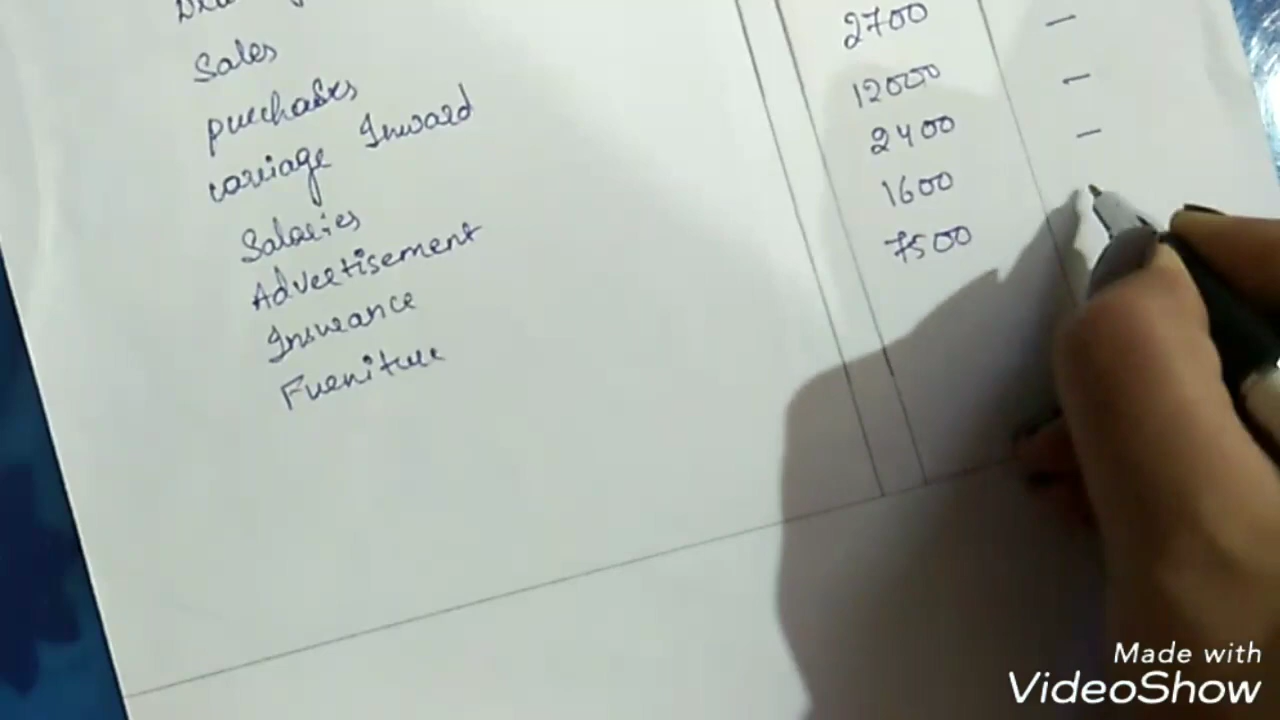 Sales
purchases
carriage Inward 2700
Salaries 12000 —
Advertisement 2400 —
Insurance 1600 —
Furniture 7500
Made with
VideoShow